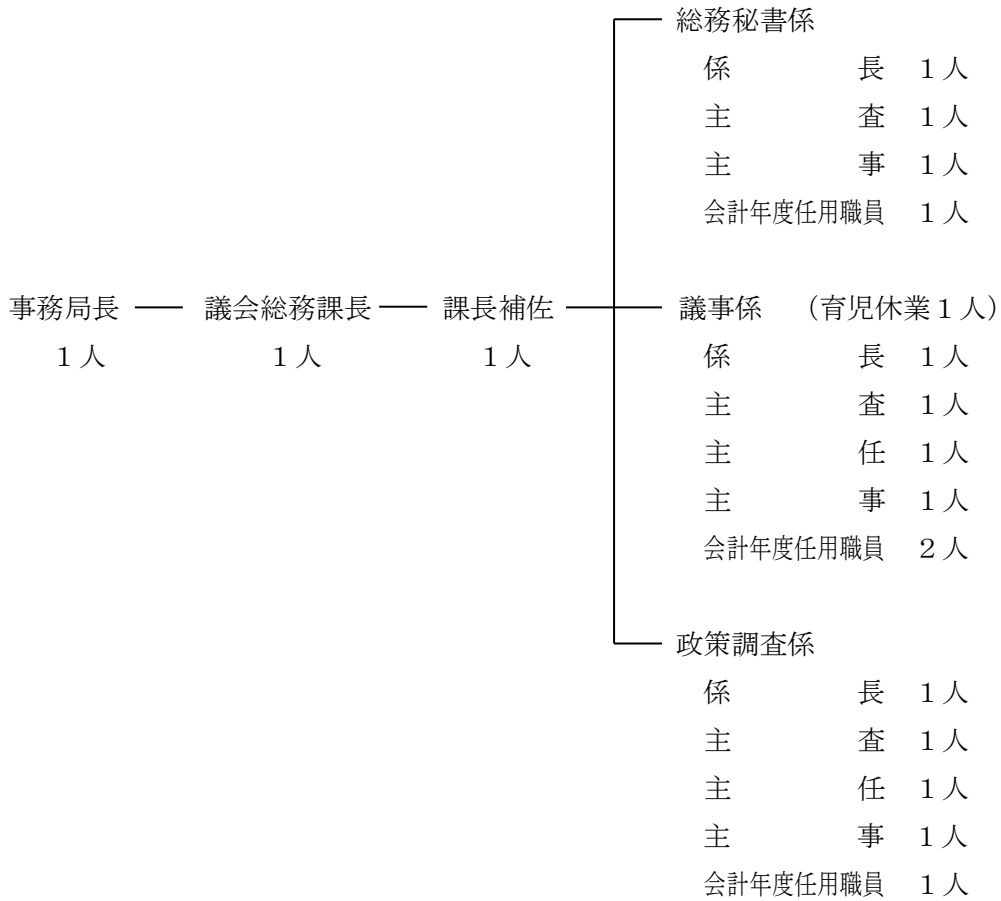 総務秘書係
係長 1人
主査 1人
主事 1人
会計年度任用職員 1人
事務局長 議会総務課長 課長補佐 議事係 (育児休業1人)
1人 1人 1人
係長 1人
主査 1人
主任 1人
主事 1人
会計年度任用職員 2人
政策調査係
係長 1人
主査 1人
主任 1人
主事 1人
会計年度任用職員 1人